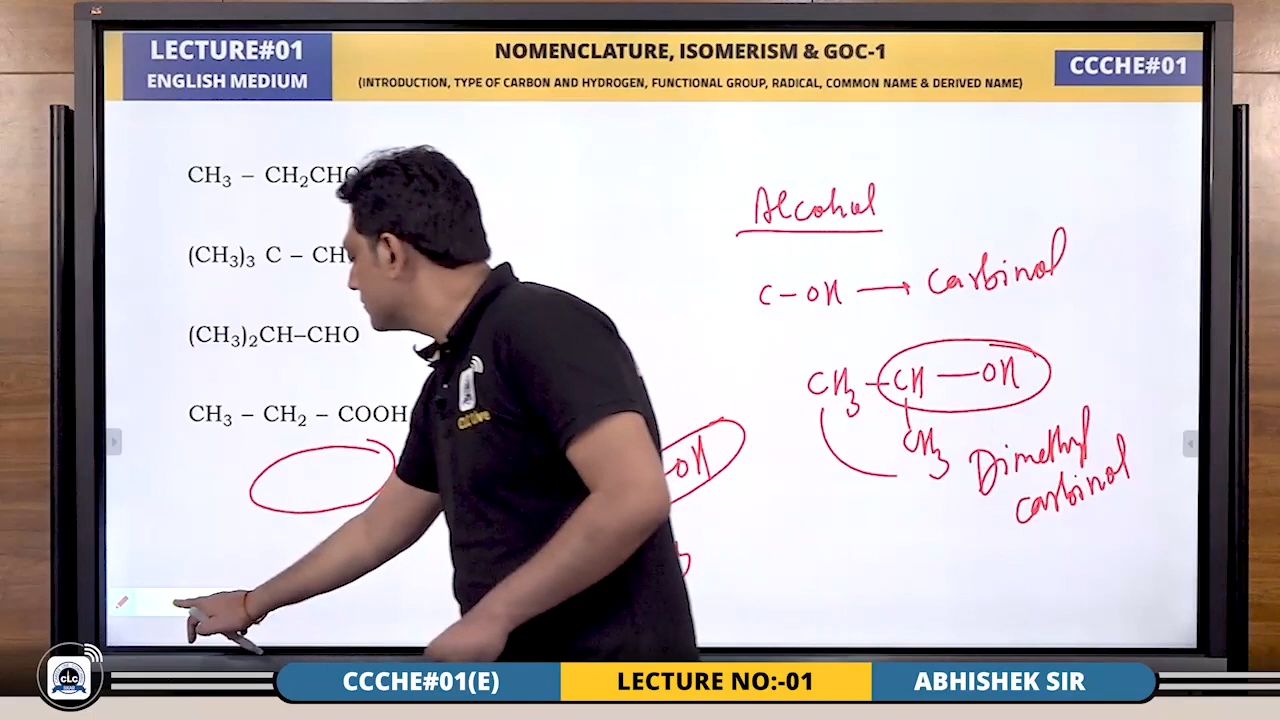 LECTURE#01
ENGLISH MEDIUM
NOMENCLATURE, ISOMERISM & GOC-1
(INTRODUCTION, TYPE OF CARBON AND HYDROGEN, FUNCTIONAL GROUP, RADICAL, COMMON NAME & DERIVED NAME)
CCCHE#01
CH₃ – CH₂CHO
(CH₃)₃ C – CH
(CH₃)₂CH–CHO
CH₃ – CH₂ – COOH
Alcohol
C – OH → Carbinol
CH₃ – CH — OH
CH₃
Dimethyl
carbinol
-OH
CLC
CCCHE#01(E)
LECTURE NO:-01
ABHISHEK SIR